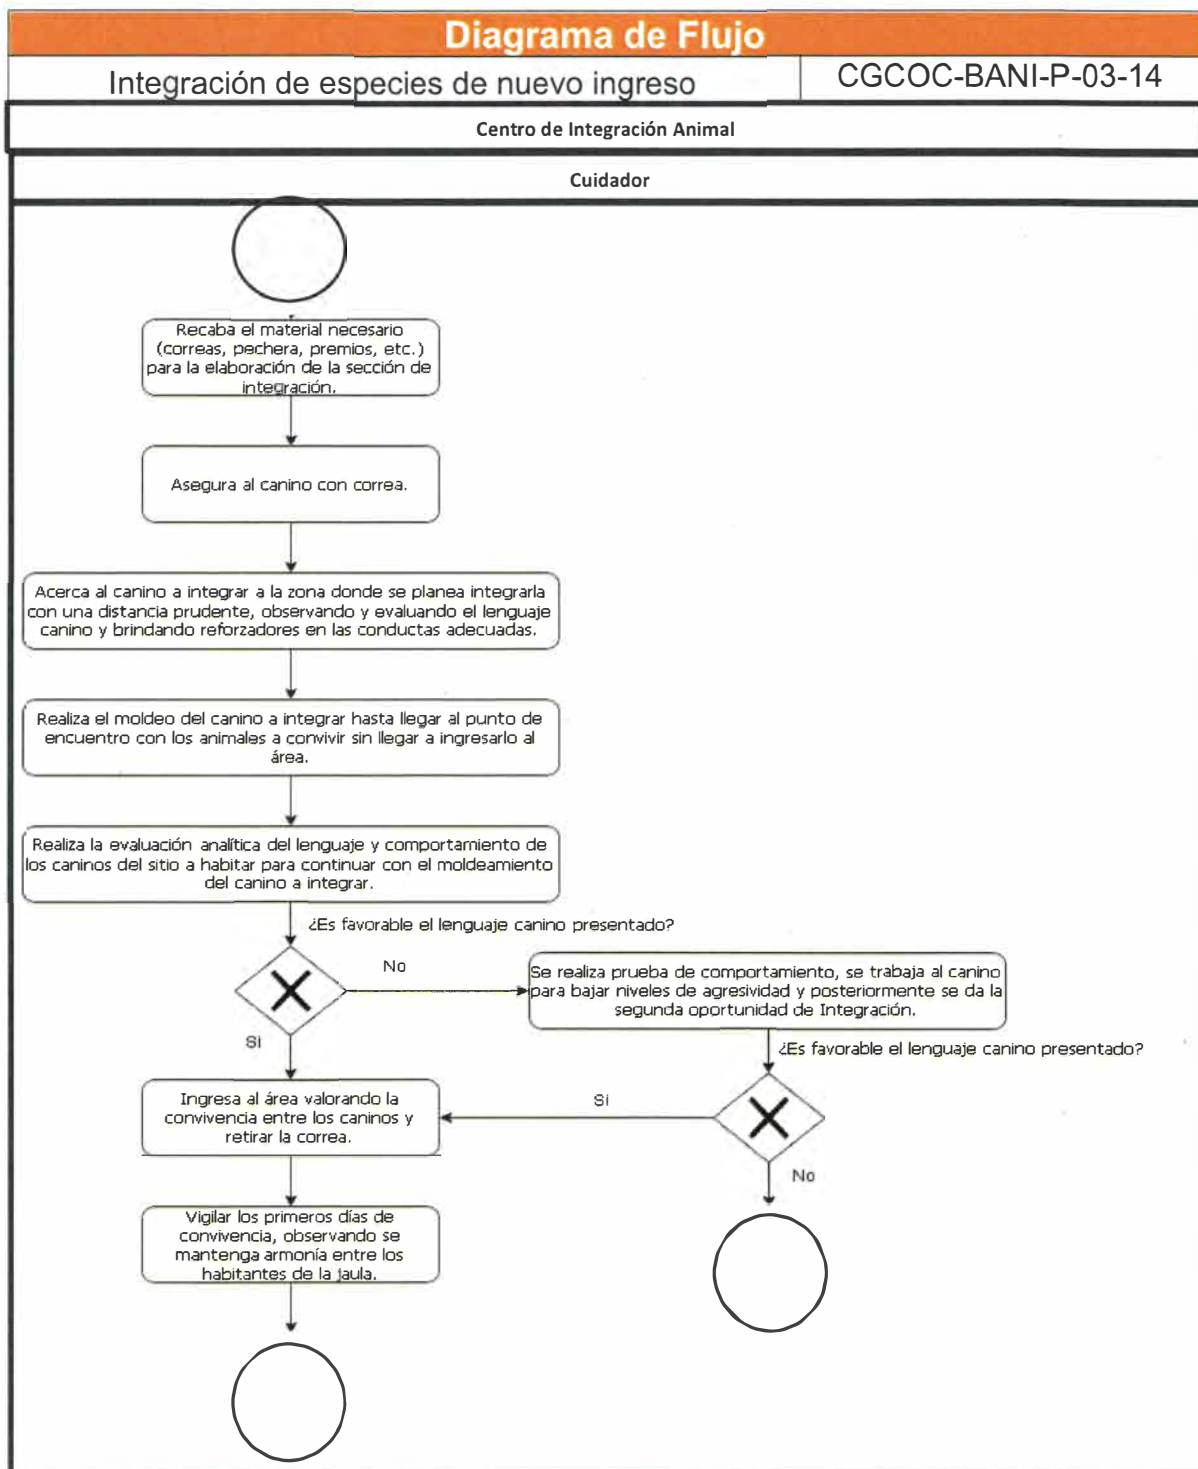 Diagrama de Flujo
Integración de especies de nuevo ingreso
CGCOC-BANI-P-03-14
Centro de Integración Animal
Cuidador
Recaba el material necesario
(correas, pechera, premios, etc.)
para la elaboración de la sección de
integración.
Asegura al canino con correa.
Acerca al canino a integrar a la zona donde se planea integrarla
con una distancia prudente, observando y evaluando el lenguaje
canino y brindando reforzadores en las conductas adecuadas.
Realiza el moldeo del canino a integrar hasta llegar al punto de
encuentro con los animales a convivir sin llegar a ingresarlo al
área.
Realiza la evaluación analítica del lenguaje y comportamiento de
los caninos del sitio a habitar para continuar con el moldeamiento
del canino a integrar.
¿Es favorable el lenguaje canino presentado?
No
Se realiza prueba de comportamiento, se trabaja al canino
para bajar niveles de agresividad y posteriormente se da la
segunda oportunidad de Integración.
Si
¿Es favorable el lenguaje canino presentado?
Ingresa al área valorando la
convivencia entre los caninos y
retirar la correa.
Si
No
Vigilar los primeros días de
convivencia, observando se
mantenga armonía entre los
habitantes de la jaula.